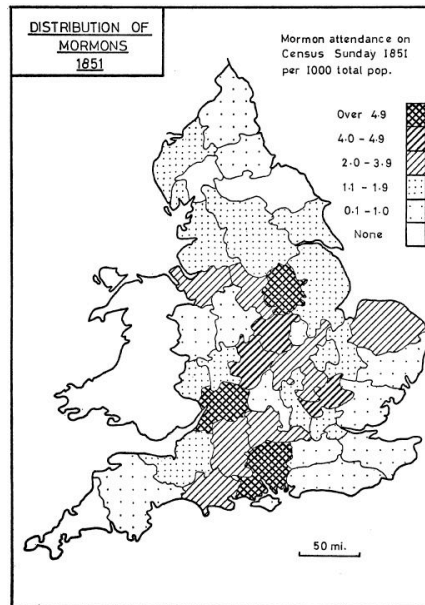 DISTRIBUTION OF
MORMONS
1851
Mormon attendance on
Census Sunday 1851
per 1000 total pop.
Over 4.9
4.0 - 4.9
2.0 - 3.9
1.1 - 1.9
0.1 - 1.0
None
50 mi.